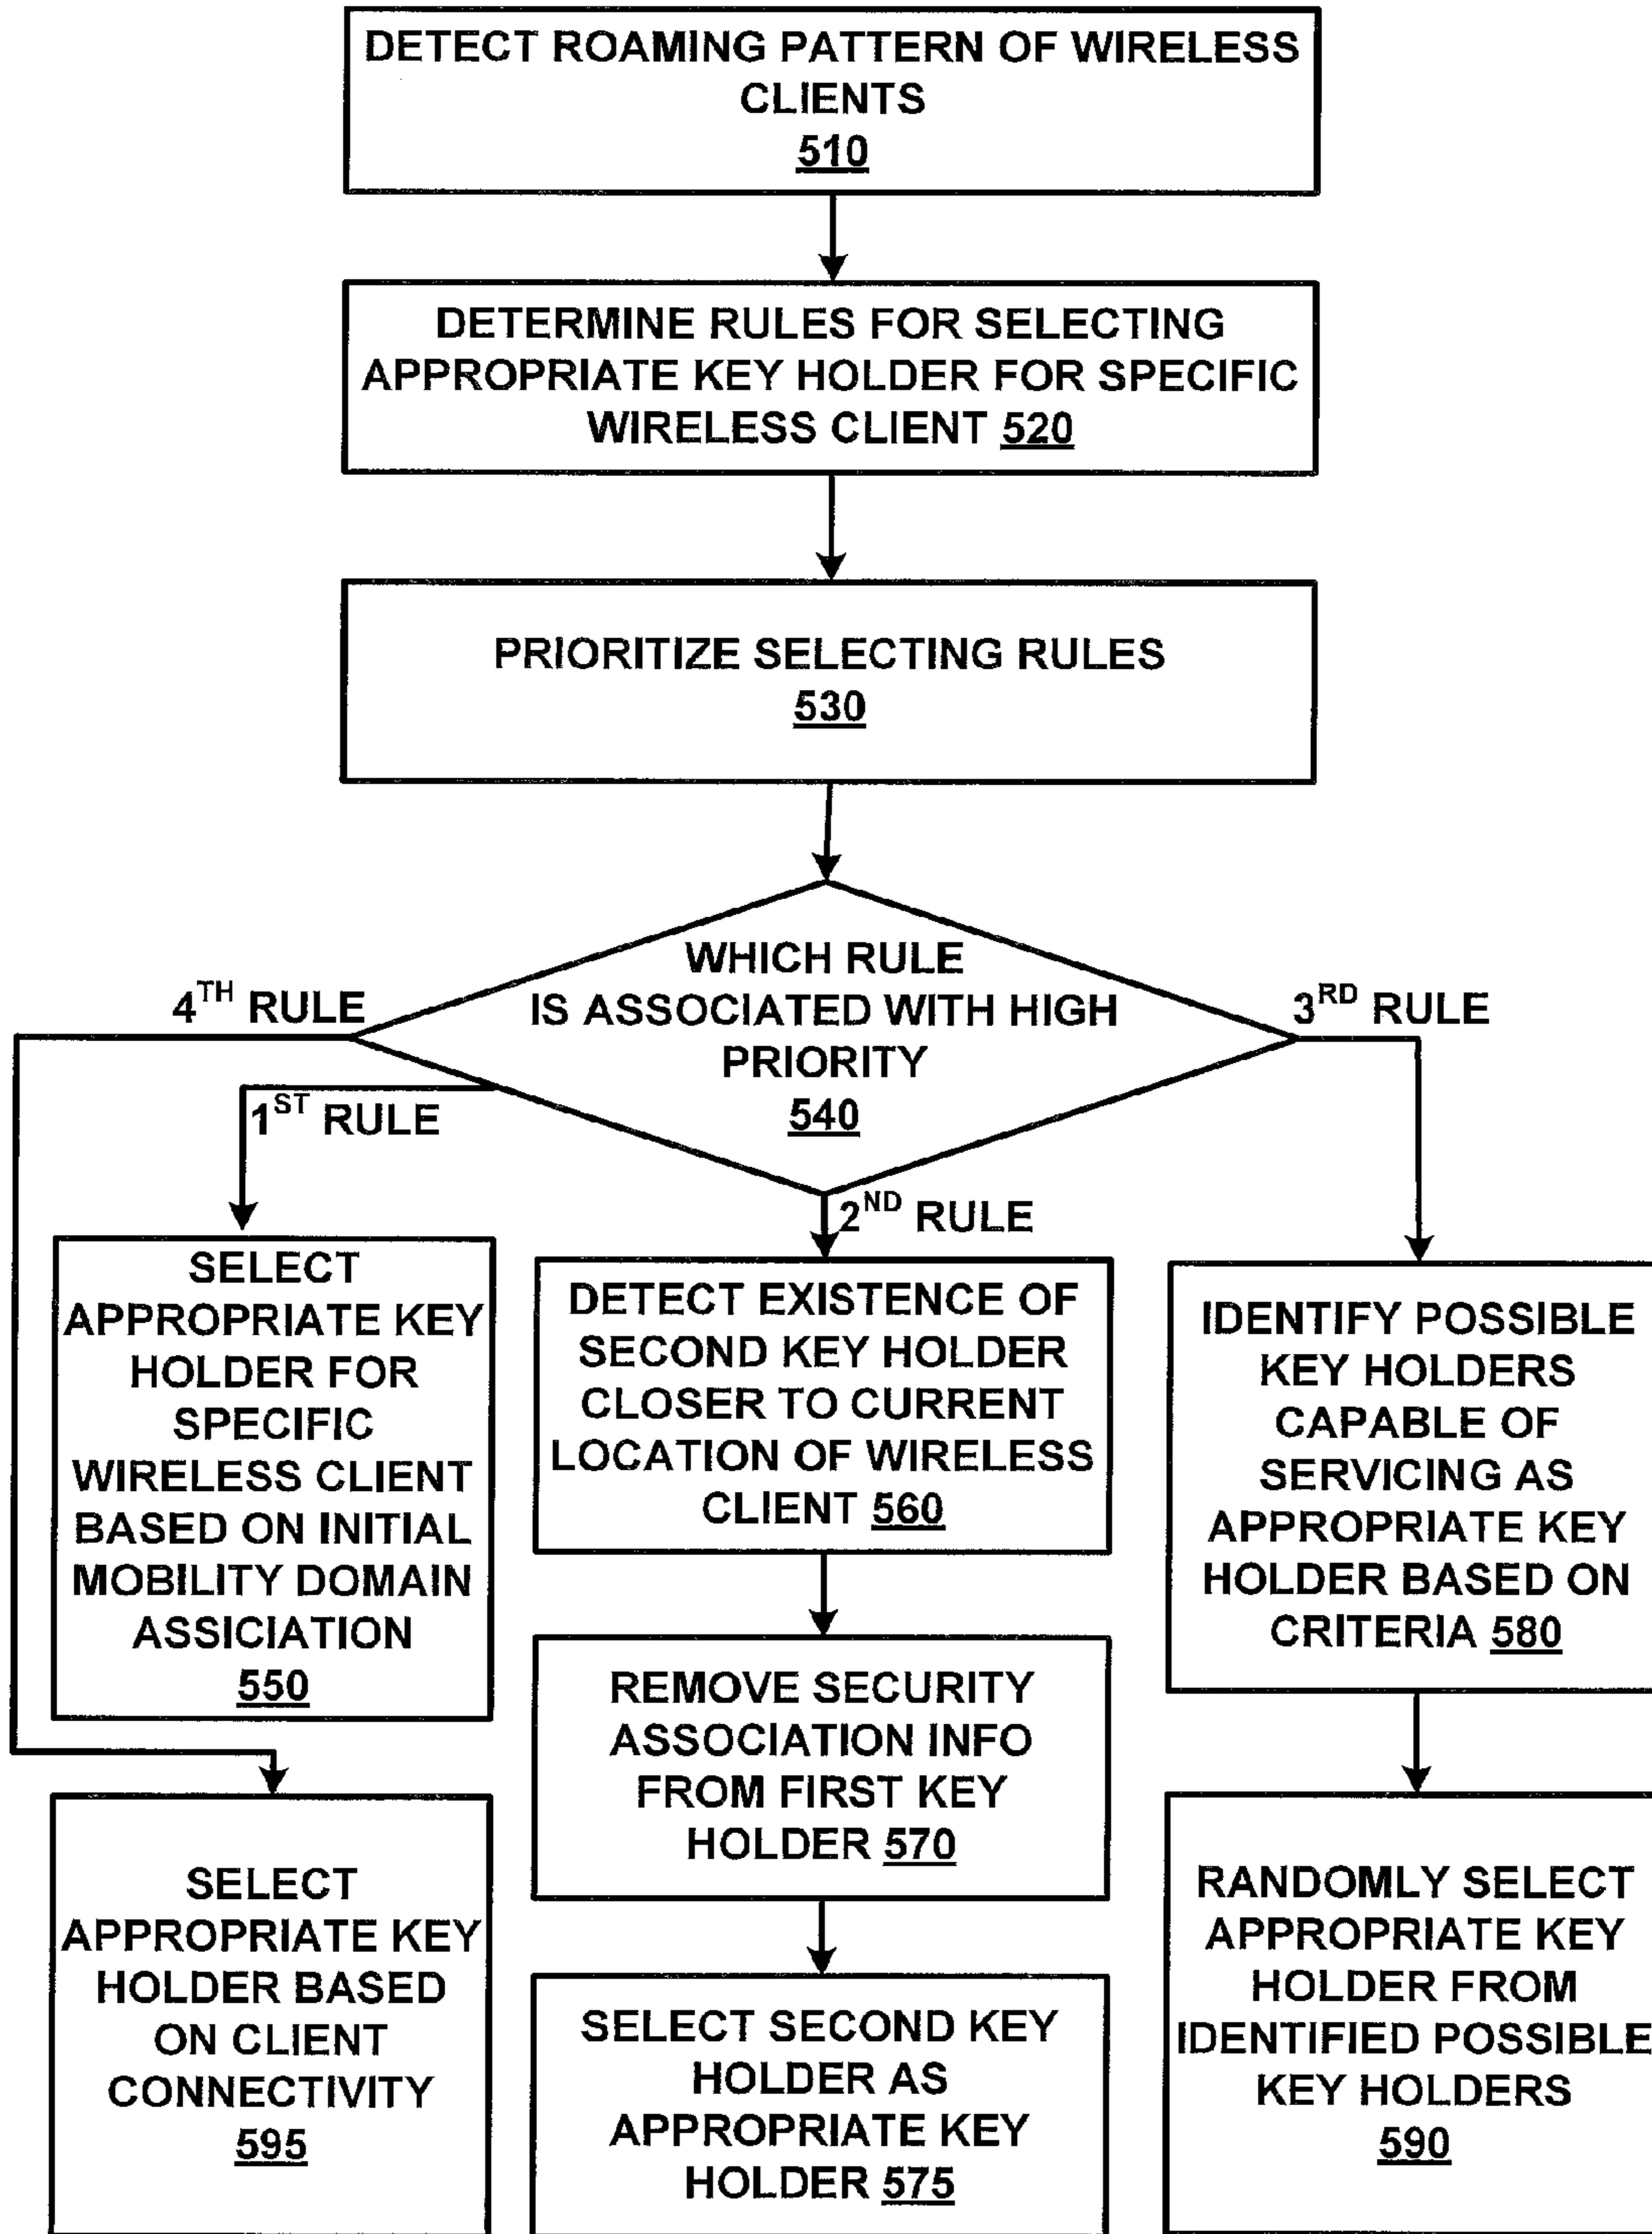 DETECT ROAMING PATTERN OF WIRELESS
CLIENTS
510
DETERMINE RULES FOR SELECTING
APPROPRIATE KEY HOLDER FOR SPECIFIC
WIRELESS CLIENT 520
PRIORITIZE SELECTING RULES
530
WHICH RULE
IS ASSOCIATED WITH HIGH
PRIORITY
540
4TH RULE
1ST RULE
2ND RULE
3RD RULE
SELECT
APPROPRIATE KEY
HOLDER FOR
SPECIFIC
WIRELESS CLIENT
BASED ON INITIAL
MOBILITY DOMAIN
ASSICIATION
550
DETECT EXISTENCE OF
SECOND KEY HOLDER
CLOSER TO CURRENT
LOCATION OF WIRELESS
CLIENT 560
IDENTIFY POSSIBLE
KEY HOLDERS
CAPABLE OF
SERVICING AS
APPROPRIATE KEY
HOLDER BASED ON
CRITERIA 580
REMOVE SECURITY
ASSOCIATION INFO
FROM FIRST KEY
HOLDER 570
SELECT
APPROPRIATE KEY
HOLDER BASED
ON CLIENT
CONNECTIVITY
595
SELECT SECOND KEY
HOLDER AS
APPROPRIATE KEY
HOLDER 575
RANDOMLY SELECT
APPROPRIATE KEY
HOLDER FROM
IDENTIFIED POSSIBLE
KEY HOLDERS
590